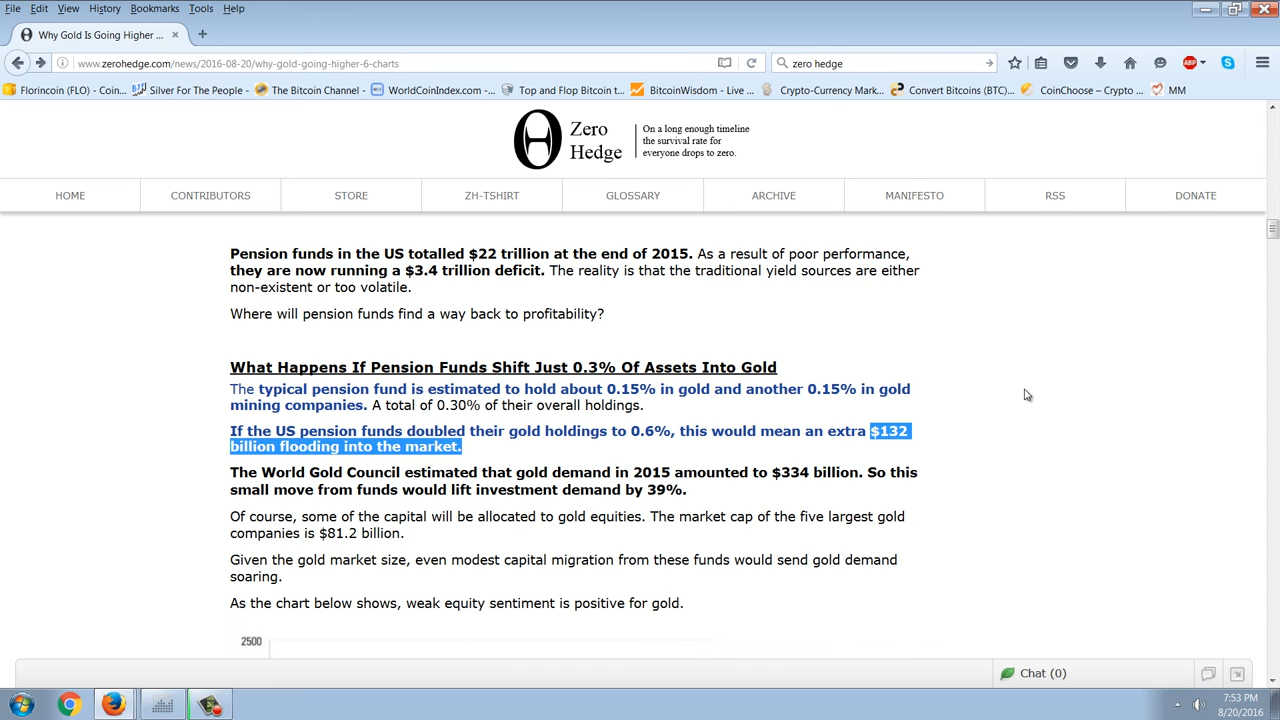 File Edit View History Bookmarks Tools Help
Why Gold Is Going Higher ...
www.zerohedge.com/news/2016-08-20/why-gold-going-higher-6-charts
zero hedge
ABP
Florincoin (FLO) - Coin...
Silver For The People - ...
The Bitcoin Channel - ...
WorldCoinIndex.com -...
Top and Flop Bitcoin t...
BitcoinWisdom - Live ...
Crypto-Currency Mark...
Convert Bitcoins (BTC)...
CoinChoose – Crypto ...
MM
Zero
Hedge
On a long enough timeline
the survival rate for
everyone drops to zero.
HOME CONTRIBUTORS STORE ZH-TSHIRT GLOSSARY ARCHIVE MANIFESTO RSS DONATE
Pension funds in the US totalled $22 trillion at the end of 2015. As a result of poor performance,
they are now running a $3.4 trillion deficit. The reality is that the traditional yield sources are either
non-existent or too volatile.
Where will pension funds find a way back to profitability?
What Happens If Pension Funds Shift Just 0.3% Of Assets Into Gold
The typical pension fund is estimated to hold about 0.15% in gold and another 0.15% in gold
mining companies. A total of 0.30% of their overall holdings.
If the US pension funds doubled their gold holdings to 0.6%, this would mean an extra $132
billion flooding into the market.
The World Gold Council estimated that gold demand in 2015 amounted to $334 billion. So this
small move from funds would lift investment demand by 39%.
Of course, some of the capital will be allocated to gold equities. The market cap of the five largest gold
companies is $81.2 billion.
Given the gold market size, even modest capital migration from these funds would send gold demand
soaring.
As the chart below shows, weak equity sentiment is positive for gold.
2500
Chat (0)
7:53 PM
8/20/2016